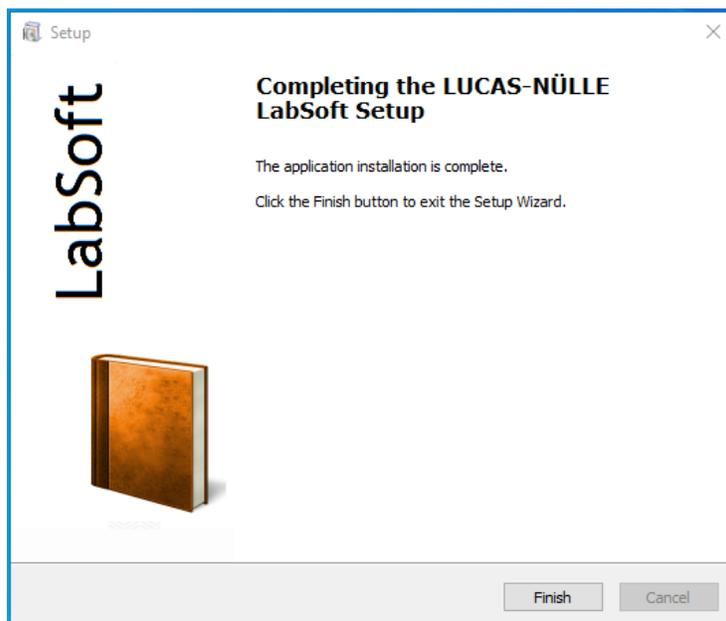 Setup
LabSoft
Completing the LUCAS-NÜLLE
LabSoft Setup
The application installation is complete.
Click the Finish button to exit the Setup Wizard.
Finish
Cancel